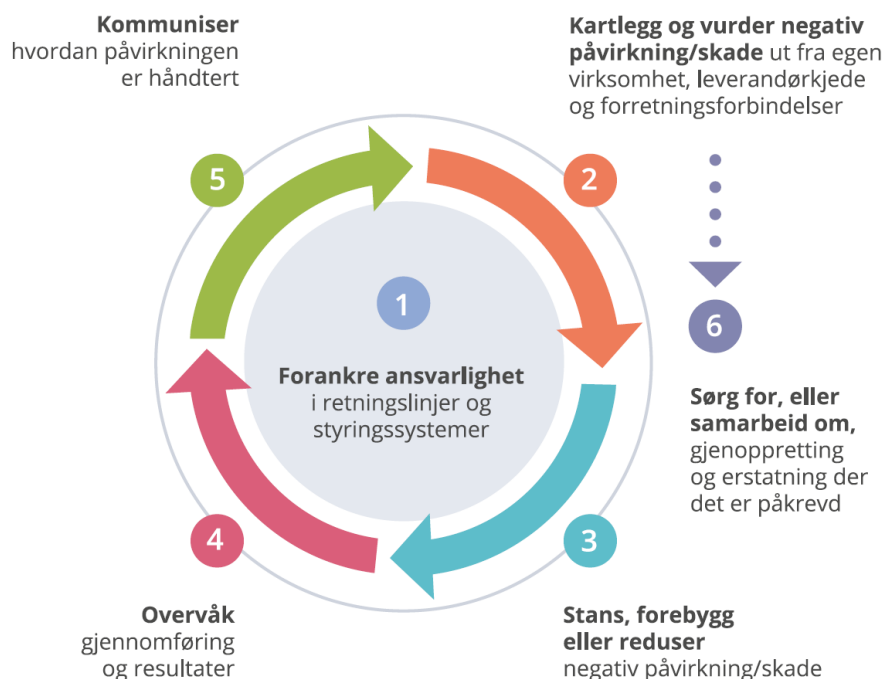 Kommuniser
hvordan påvirkningen
er håndtert
Kartlegg og vurder negativ
påvirkning/skade ut fra egen
virksomhet, leverandørkjede
og forretningsforbindelser
5
2
1
Forankre ansvarlighet
i retningslinjer og
styringssystemer
6
Sørg for, eller
samarbeid om,
gjenoppretting
og erstatning der
det er påkrevd
4
3
Overvåk
gjennomføring
og resultater
Stans, forebygg
eller reduser
negativ påvirkning/skade